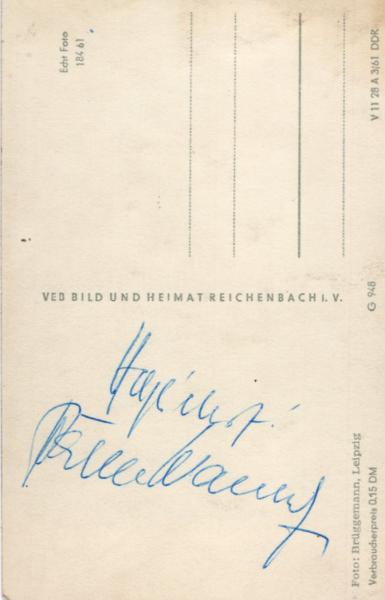 Echt Foto
184 61
V 11 28 A 3/61 DDR
VEB BILD UND HEIMAT REICHENBACH I. V.
G 948
Foto: Brüggemann, Leipzig
Verbraucherpreis 0,15 DM